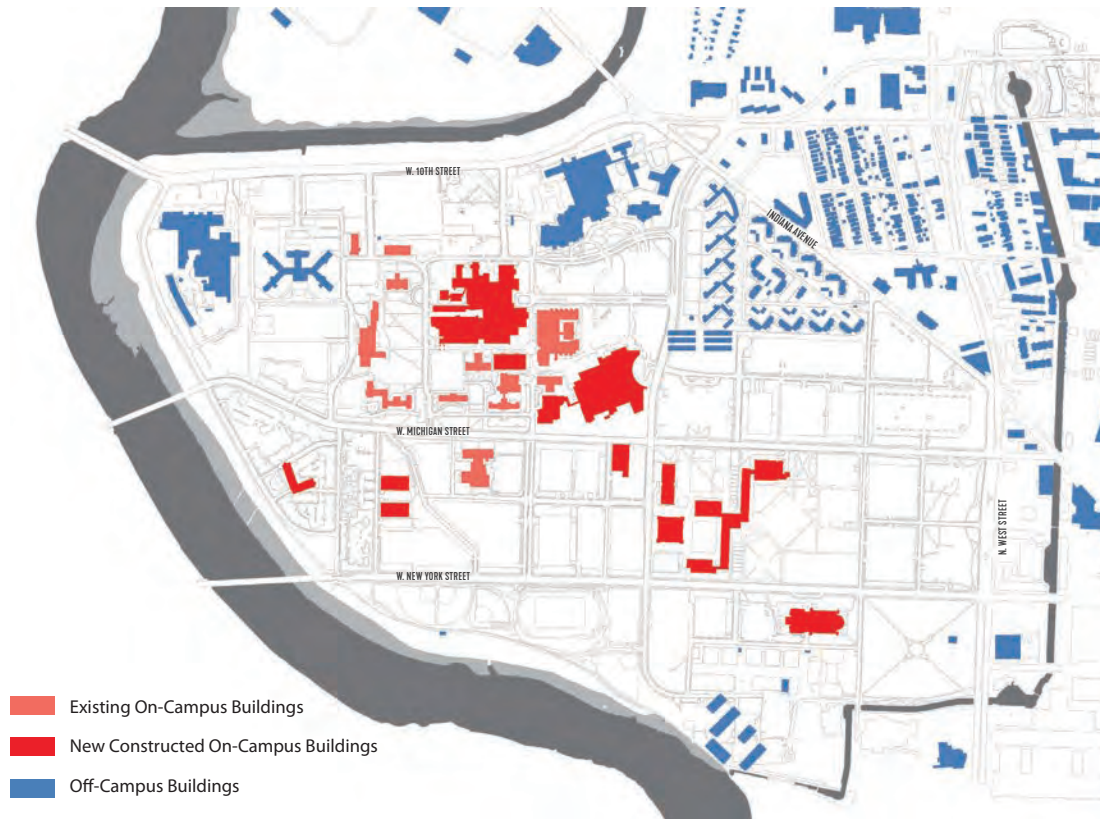 W. 10TH STREET
INDIANA AVENUE
W. MICHIGAN STREET
N. WEST STREET
W. NEW YORK STREET
Existing On-Campus Buildings
New Constructed On-Campus Buildings
Off-Campus Buildings